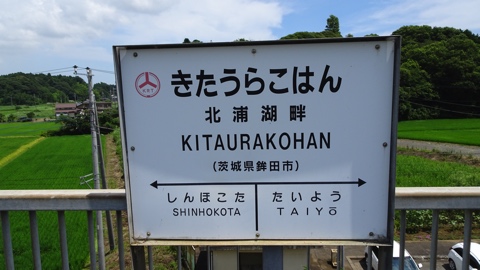 きたうらこはん
北浦湖畔
KITAURAKOHAN
(茨城県鉾田市)
しんほこた たいよう
SHINHOKOTA TAIYŌ